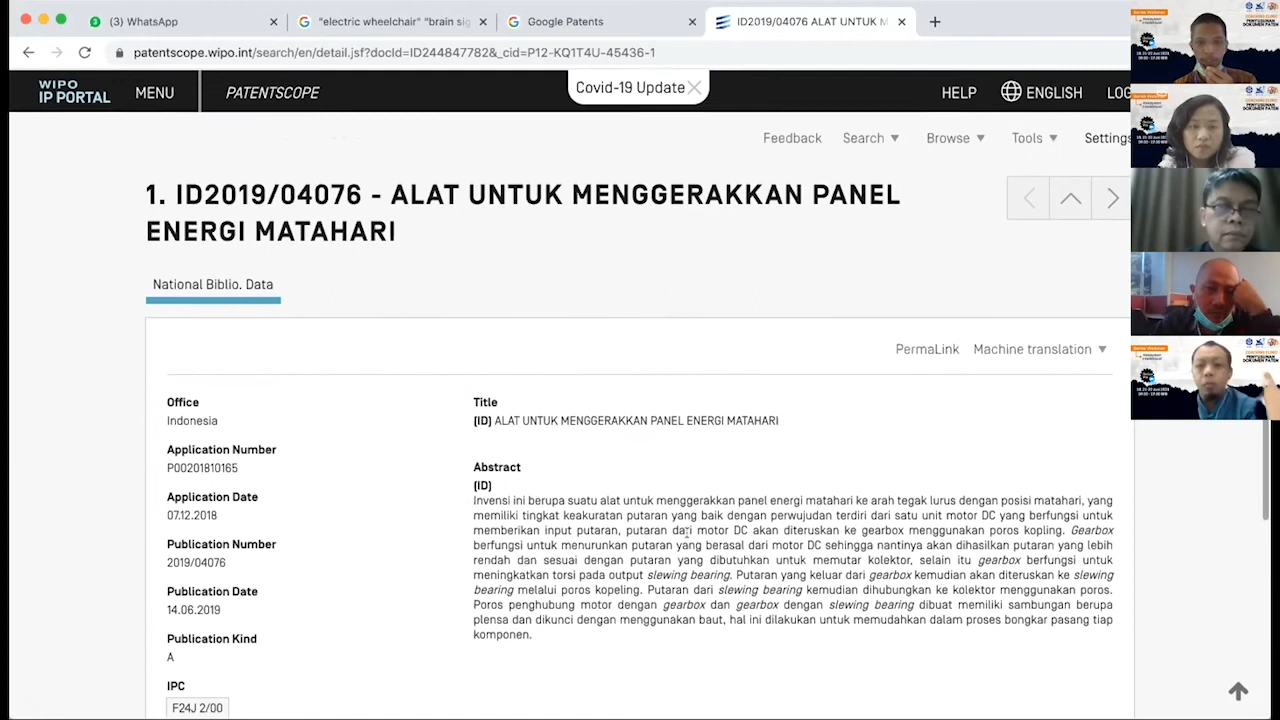 (3) WhatsApp
"electric wheelchair" "br
Google Patents
ID2019/04076 ALAT UNTUK M
patentscope.wipo.int/search/en/detail.jsf?docId=ID244407782&_cid=P12-KQ1T4U-45436-1
WIPO
IP PORTAL
MENU
PATENTSCOPE
Covid-19 Update
HELP
ENGLISH
LOG
Feedback
Search
Browse
Tools
Settings
1. ID2019/04076 - ALAT UNTUK MENGGERAKKAN PANEL
ENERGI MATAHARI
National Biblio. Data
PermaLink
Machine translation
Office
Indonesia
Application Number
P00201810165
Application Date
07.12.2018
Publication Number
2019/04076
Publication Date
14.06.2019
Publication Kind
A
IPC
F24J 2/00
Title
(ID) ALAT UNTUK MENGGERAKKAN PANEL ENERGI MATAHARI
Abstract
(ID)
Invensi ini berupa suatu alat untuk menggerakkan panel energi matahari ke arah tegak lurus dengan posisi matahari, yang
memiliki tingkat keakuratan putaran yang baik dengan perwujudan terdiri dari satu unit motor DC yang berfungsi untuk
memberikan input putaran, putaran dari motor DC akan diteruskan ke gearbox menggunakan poros kopling. Gearbox
berfungsi untuk menurunkan putaran yang berasal dari motor DC sehingga nantinya akan dihasilkan putaran yang lebih
rendah dan sesuai dengan putaran yang dibutuhkan untuk memutar kolektor, selain itu gearbox berfungsi untuk
meningkatkan torsi pada output slewing bearing. Putaran yang keluar dari gearbox kemudian akan diteruskan ke slewing
bearing melalui poros kopeling. Putaran dari slewing bearing kemudian dihubungkan ke kolektor menggunakan poros.
Poros penghubung motor dengan gearbox dan gearbox dengan slewing bearing dibuat memiliki sambungan berupa
plensa dan dikunci dengan menggunakan baut, hal ini dilakukan untuk memudahkan dalam proses bongkar pasang tiap
komponen.